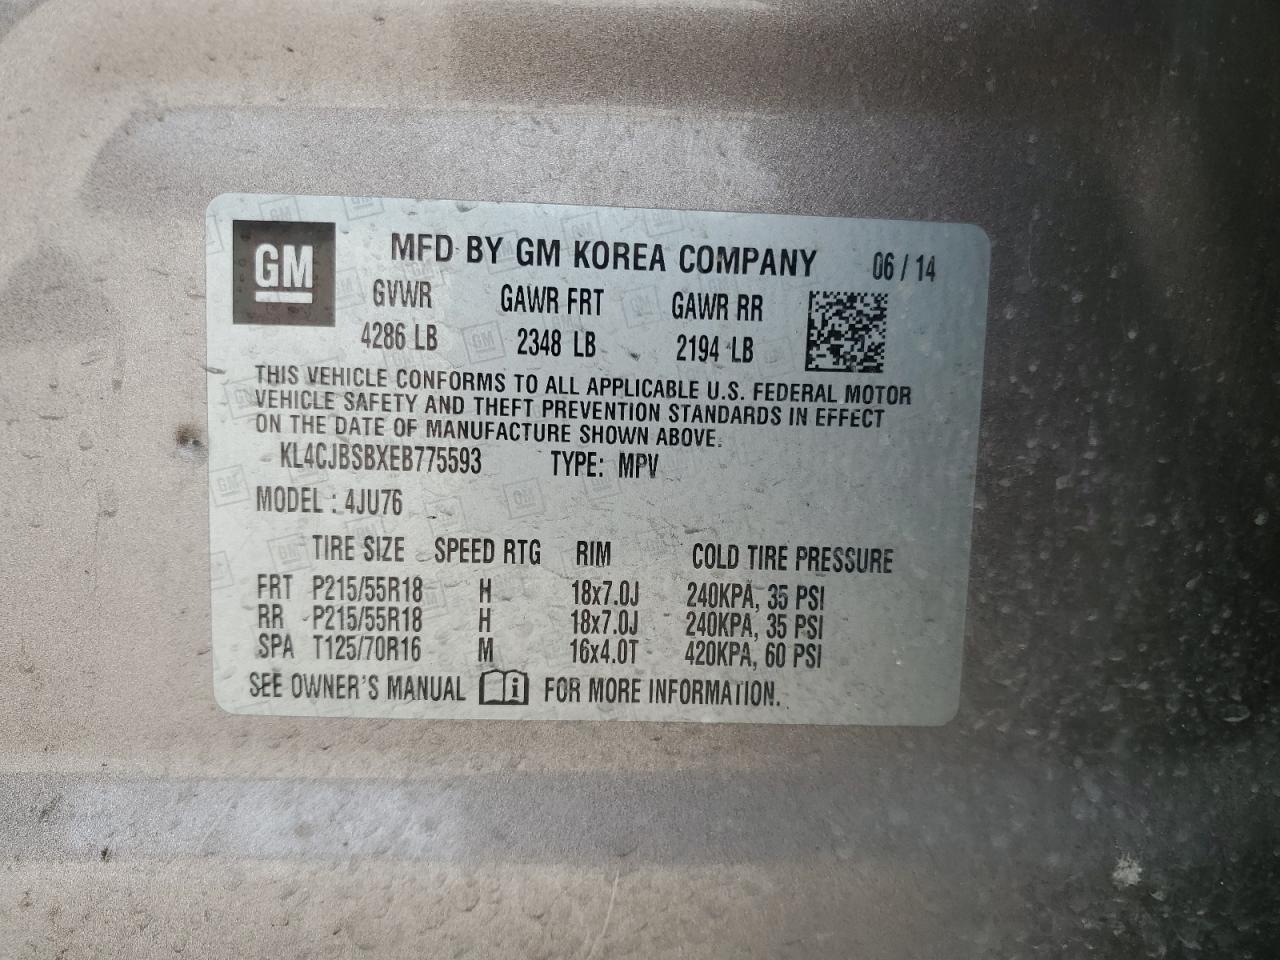 GM
MFD BY GM KOREA COMPANY 06 / 14
GVWR GAWR FRT GAWR RR
4286 LB 2348 LB 2194 LB
THIS VEHICLE CONFORMS TO ALL APPLICABLE U.S. FEDERAL MOTOR
VEHICLE SAFETY AND THEFT PREVENTION STANDARDS IN EFFECT
ON THE DATE OF MANUFACTURE SHOWN ABOVE.
KL4CJBSBXEB775593 TYPE: MPV
MODEL : 4JU76
TIRE SIZE SPEED RTG RIM COLD TIRE PRESSURE
FRT P215/55R18 H 18x7.0J 240KPA, 35 PSI
RR P215/55R18 H 18x7.0J 240KPA, 35 PSI
SPA T125/70R16 M 16x4.0T 420KPA, 60 PSI
SEE OWNER'S MANUAL i FOR MORE INFORMATION.